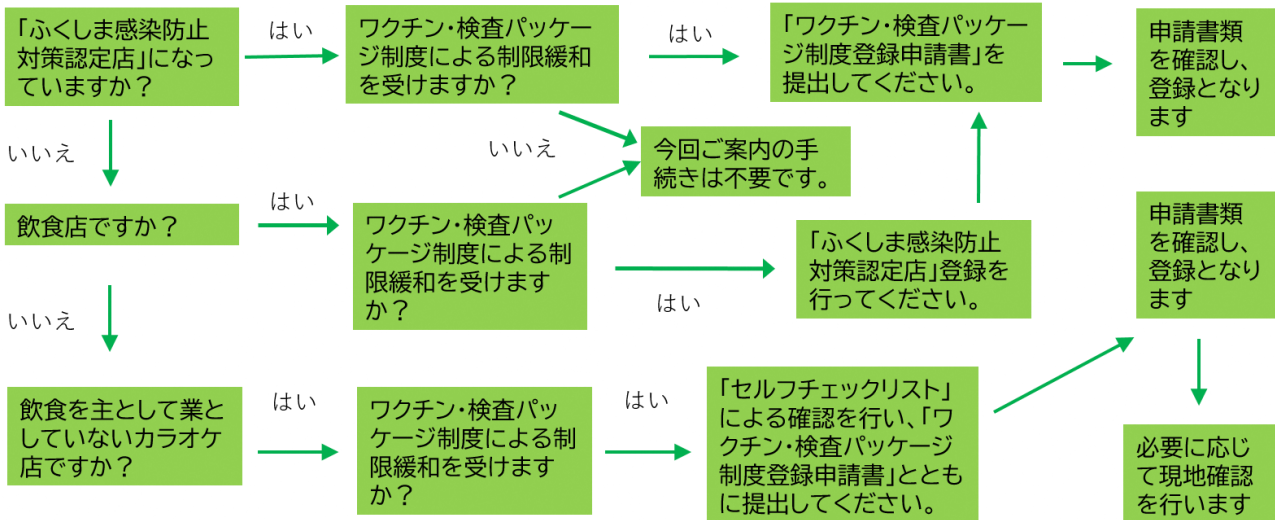 「ふくしま感染防止
対策認定店」になっ
ていますか？
はい
ワクチン・検査パッケー
ジ制度による制限緩和
を受けますか？
はい
「ワクチン・検査パッケー
ジ制度登録申請書」を
提出してください。
申請書類
を確認し、
登録となり
ます
いいえ
いいえ
今回ご案内の手
続きは不要です。
飲食店ですか？
はい
ワクチン・検査パッ
ケージ制度による制
限緩和を受けます
か？
はい
「ふくしま感染防止
対策認定店」登録を
行ってください。
申請書類
を確認し、
登録となり
ます
いいえ
飲食を主として業と
していないカラオケ
店ですか？
はい
ワクチン・検査パッ
ケージ制度による制
限緩和を受けます
か？
はい
「セルフチェックリスト」
による確認を行い、「ワ
クチン・検査パッケージ
制度登録申請書」ととも
に提出してください。
必要に応じ
て現地確認
を行います